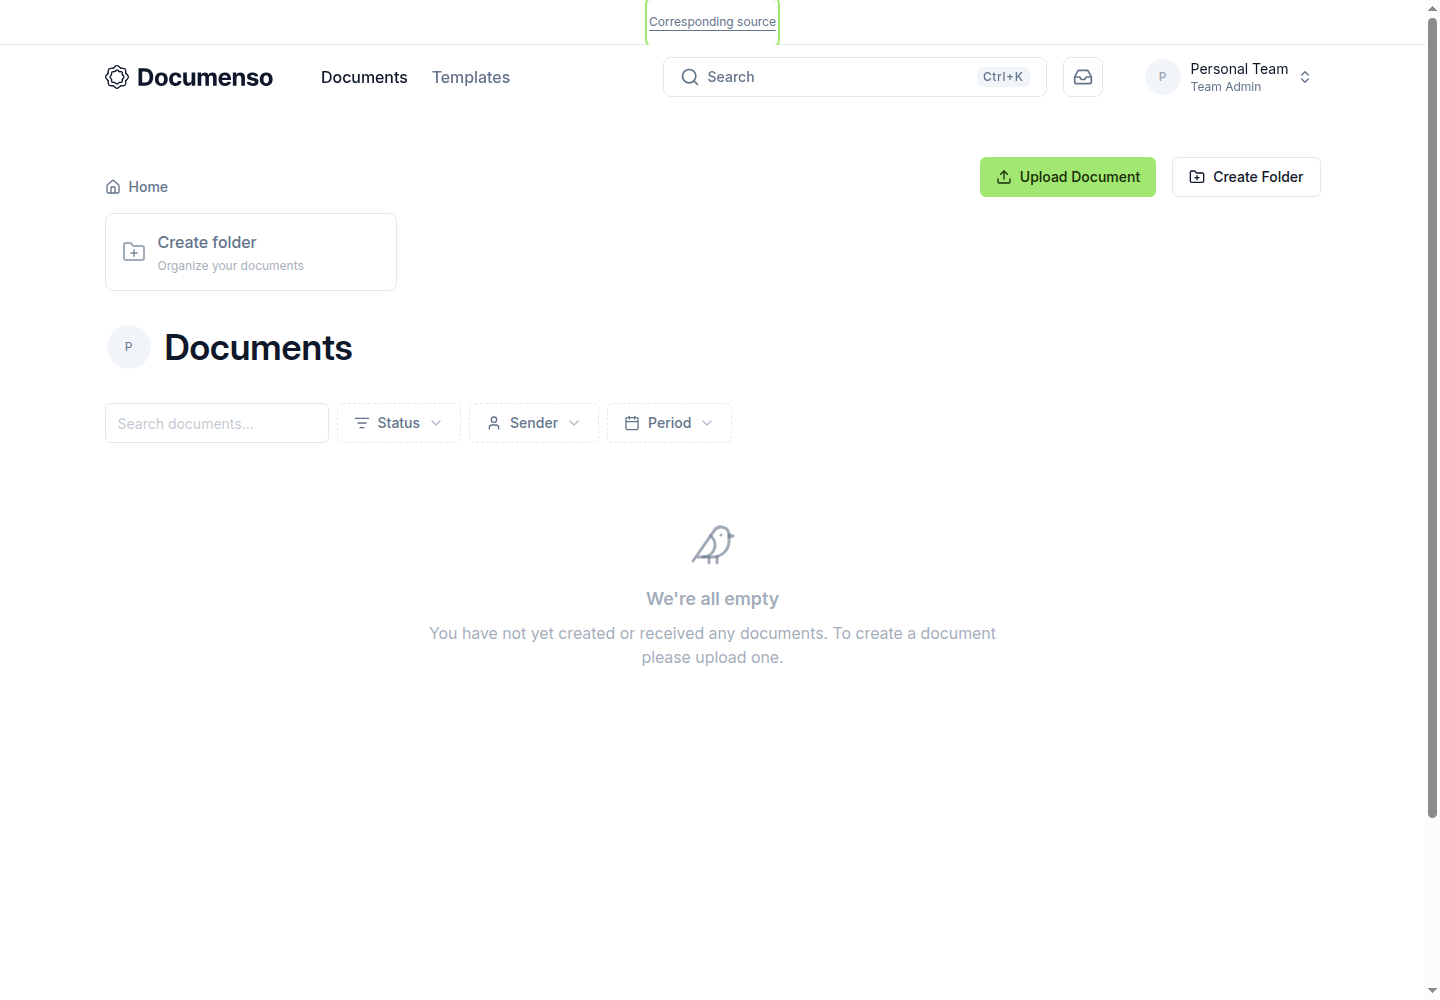 Corresponding source
Documenso
Documents
Templates
Search
Ctrl+K
P
Personal Team
Team Admin
Home
Upload Document
Create Folder
Create folder
Organize your documents
P
Documents
Search documents...
Status
Sender
Period
We're all empty
You have not yet created or received any documents. To create a document
please upload one.